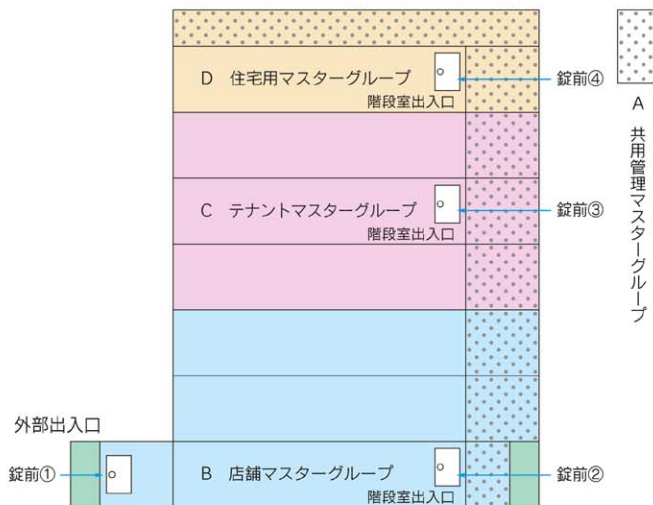 D 住宅用マスターグループ
階段室出入口
錠前④
A 共用管理マスターグループ
C テナントマスターグループ
階段室出入口
錠前③
外部出入口
錠前①
B 店舗マスターグループ
階段室出入口
錠前②